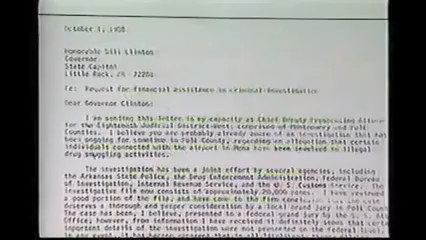 October 3, 1988
Honorable Bill Clinton
Governor
State Capitol
Little Rock, AR 72201
Re: Request for financial assistance in criminal investigation
Dear Governor Clinton:
I am sending this letter in my capacity as Chief Deputy Prosecuting Attorney
for the Eighteenth Judicial District-West, comprised of Montgomery and Polk
Counties. I believe you are probably already aware of an investigation that has
been ongoing for sometime in Polk County, regarding an allegation that certain
individuals connected with the airport in Mena have been involved in illegal
drug smuggling activities.
The investigation has been a joint effort by several agencies, including
the Arkansas State Police, the Drug Enforcement Administration, Federal Bureau
of Investigation, Internal Revenue Service, and the U.S. Customs Service. The
investigation file now consists of approximately 20,000 pages. I have reviewed
a good portion of the file, and have come to the firm conclusion that the case
deserves a thorough and proper consideration by a local grand jury in Polk County.
The case has been, I believe, presented to a federal grand jury by the U.S. Att
Office; however, from information I have received it definitely seems that certain
important details of the investigation were not presented on the federal level